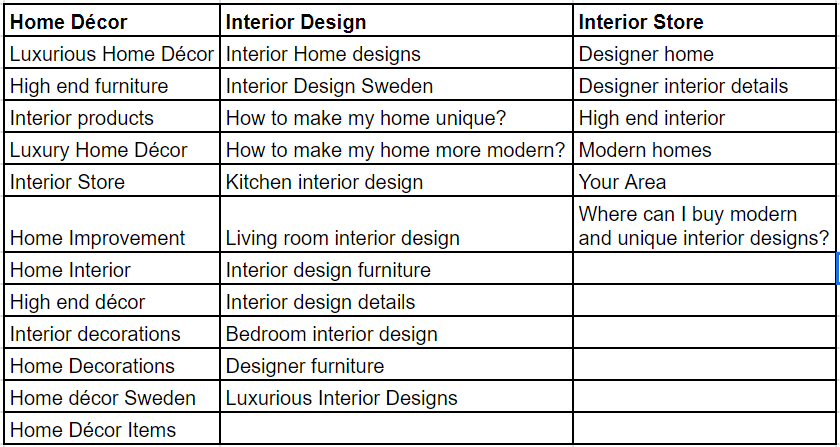 Home Décor Interior Design Interior Store
Luxurious Home Décor Interior Home designs Designer home
High end furniture Interior Design Sweden Designer interior details
Interior products How to make my home unique? High end interior
Luxury Home Décor How to make my home more modern? Modern homes
Interior Store Kitchen interior design Your Area
Where can I buy modern
Home Improvement Living room interior design and unique interior designs?
Home Interior Interior design furniture
High end décor Interior design details
Interior decorations Bedroom interior design
Home Decorations Designer furniture
Home décor Sweden Luxurious Interior Designs
Home Décor Items